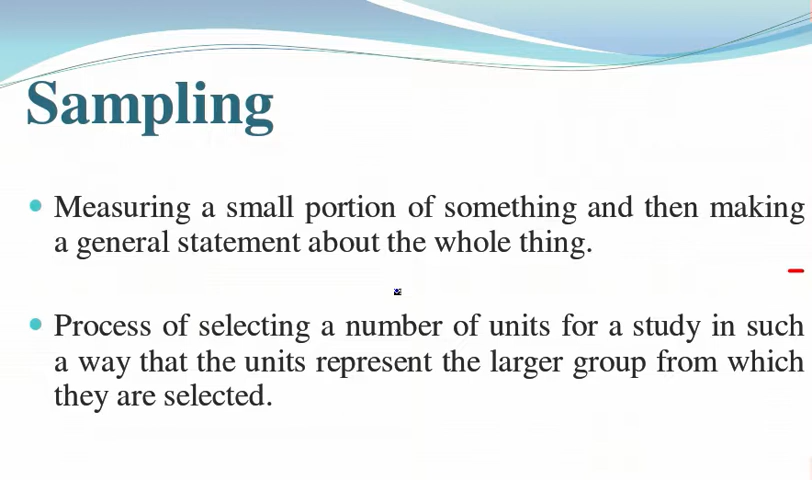 Sampling
Measuring a small portion of something and then making
a general statement about the whole thing.
Process of selecting a number of units for a study in such
a way that the units represent the larger group from which
they are selected.